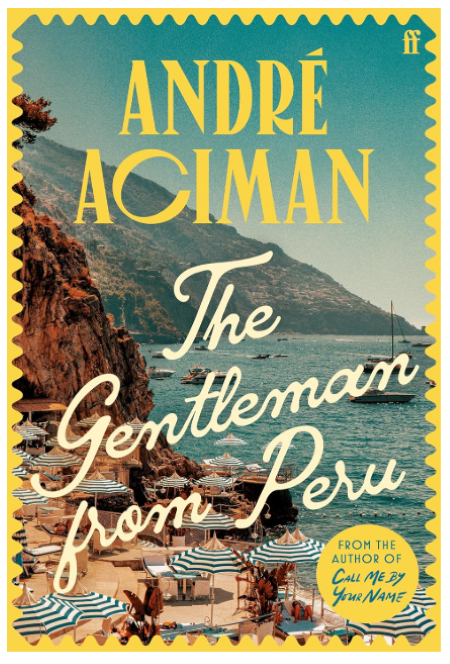 ff
ANDRÉ
ACIMAN
The
Gentleman
from Peru
FROM THE
AUTHOR OF
CALL ME BY
YOUR NAME